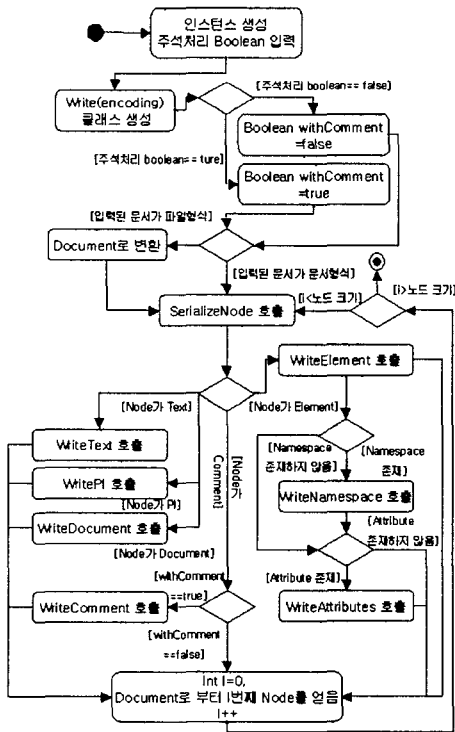 인스턴스 생성
주석처리 Boolean 입력
[주석처리 boolean== false]
Write(encoding)
클래스 생성
Boolean withComment
=false
[주석처리 boolean== ture]
Boolean withComment
=true
[입력된 문서가 파일형식]
Document로 변환
[입력된 문서가 문서형식]
[i>노드 크기]
[i<노드 크기]
SerializeNode 호출
WriteElement 호출
[Node가 Text]
[Node가 Element]
WriteText 호출
[Node가
Comment]
[Namespace
존재하지 않음]
[Namespace
존재]
WritePI 호출
[Node가 PI]
WriteNamespace 호출
WriteDocument 호출
[Attribute
존재하지 않음]
[Node가 Document]
[withComment
==true]
[Attribute 존재]
WriteComment 호출
WriteAttributes 호출
[withComment
==false]
Int I=0,
Document로 부터 I번째 Node를 얻음
I++